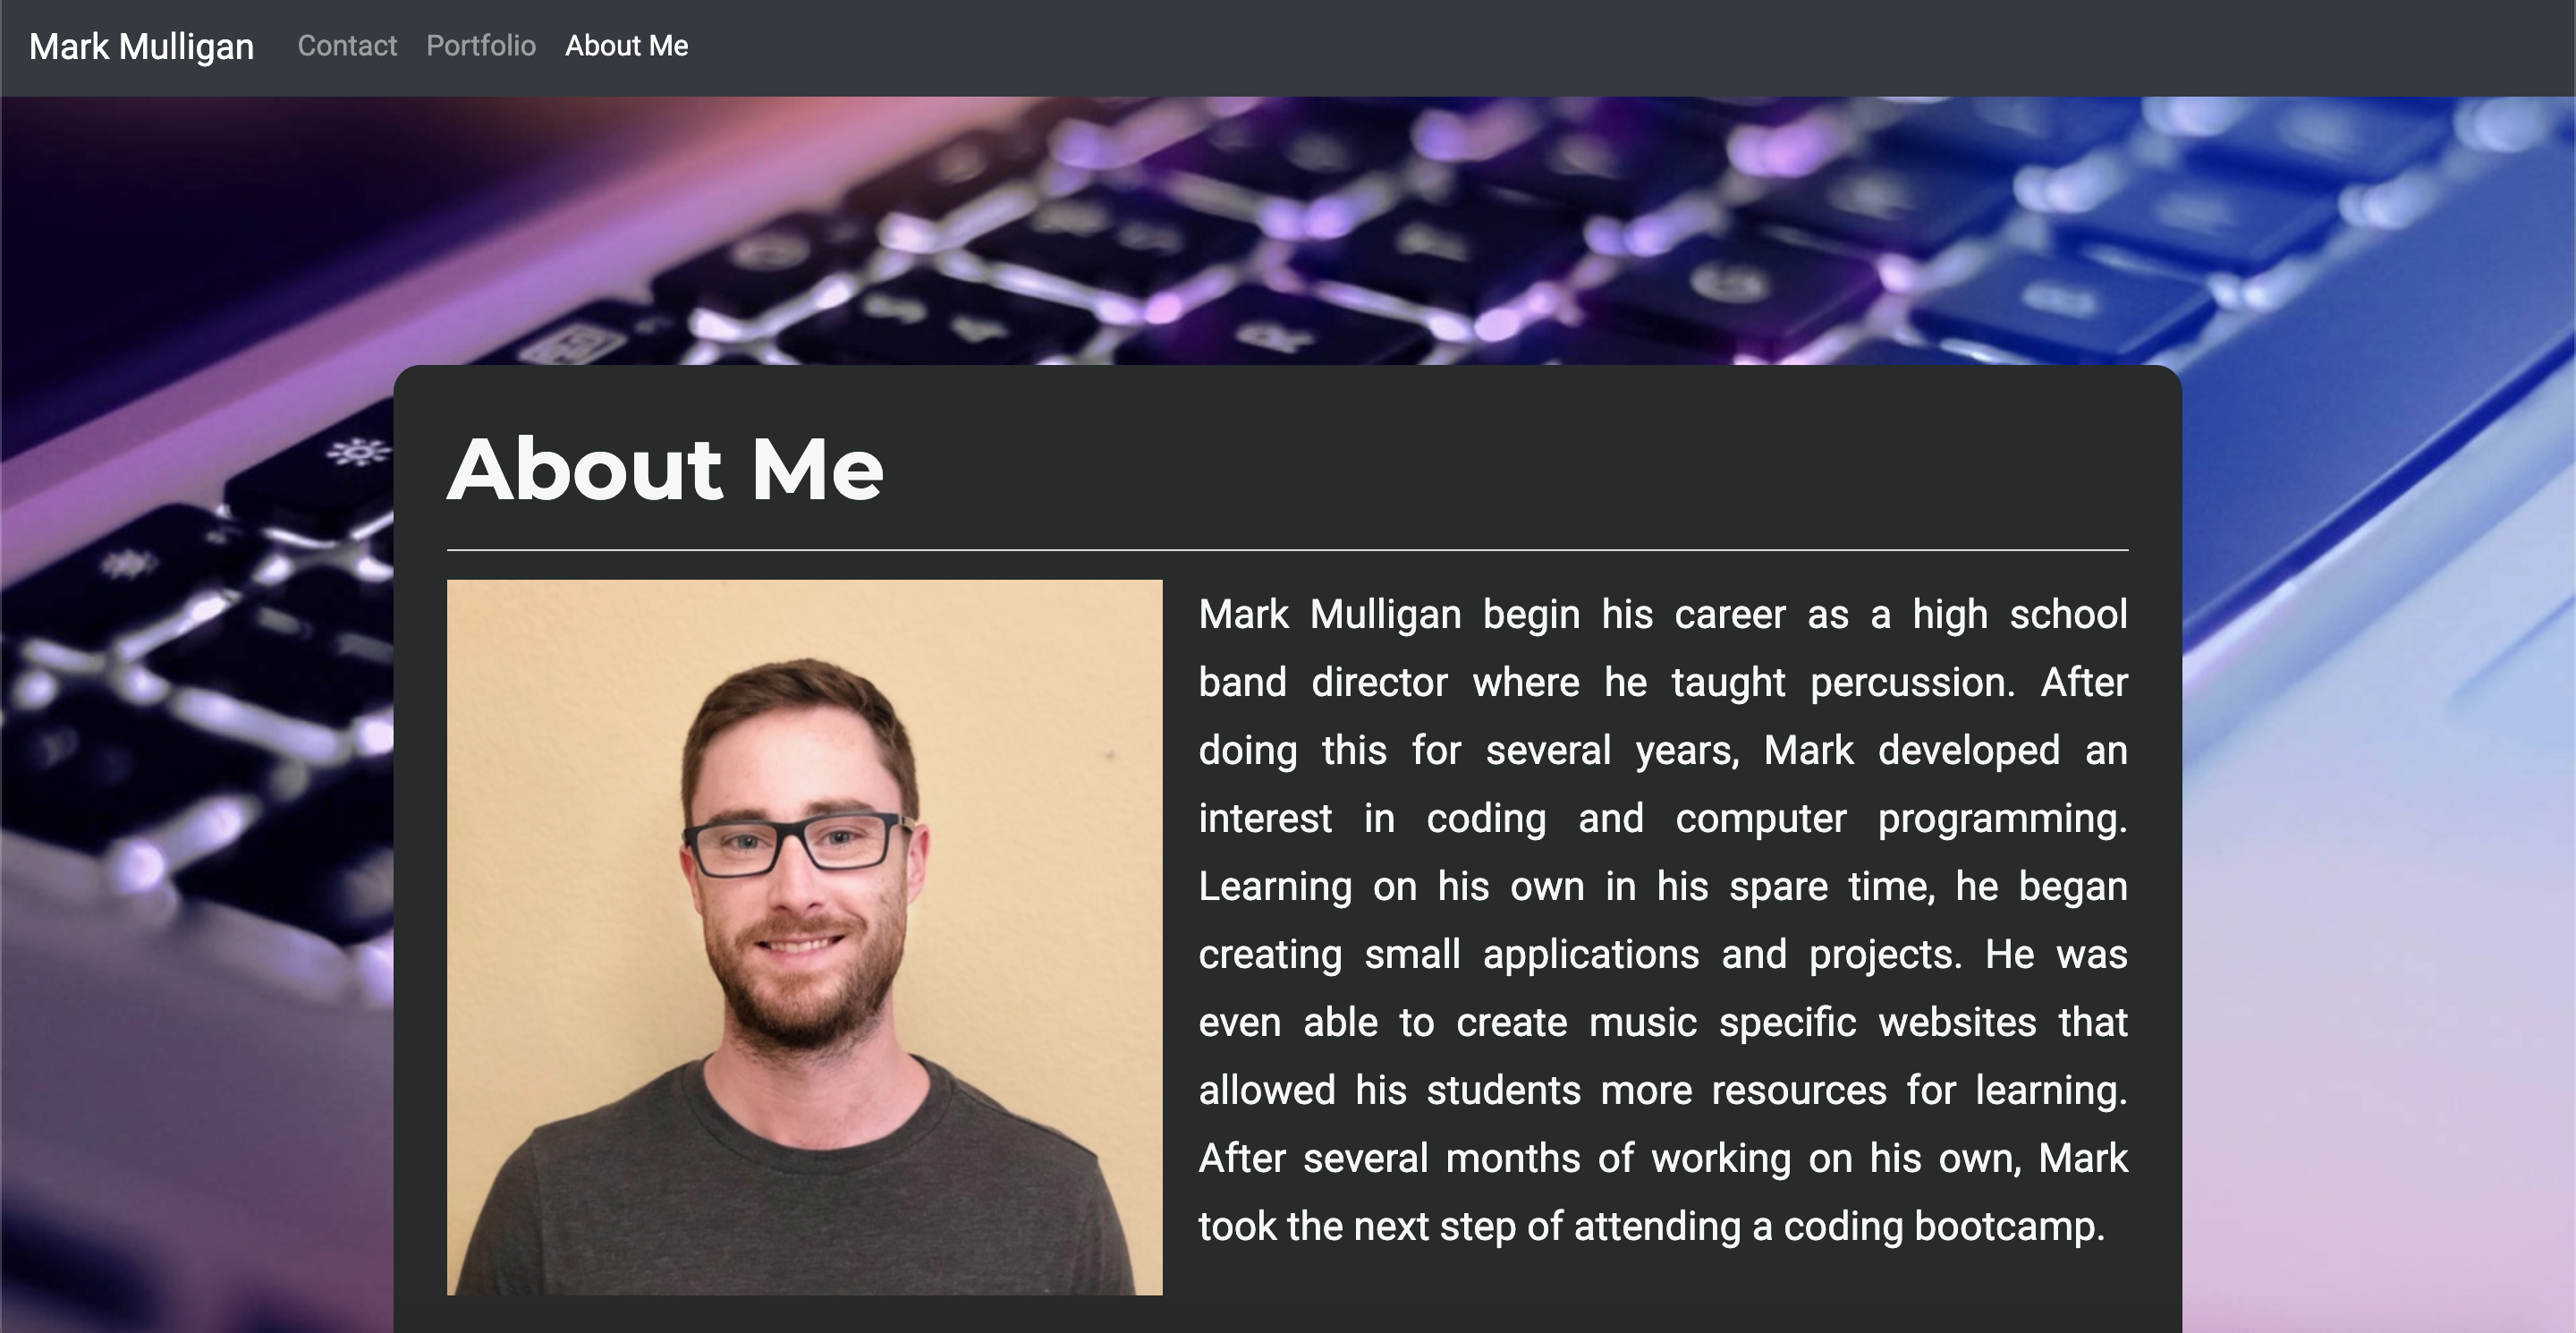 Mark Mulligan Contact Portfolio About Me
About Me
Mark Mulligan begin his career as a high school
band director where he taught percussion. After
doing this for several years, Mark developed an
interest in coding and computer programming.
Learning on his own in his spare time, he began
creating small applications and projects. He was
even able to create music specific websites that
allowed his students more resources for learning.
After several months of working on his own, Mark
took the next step of attending a coding bootcamp.